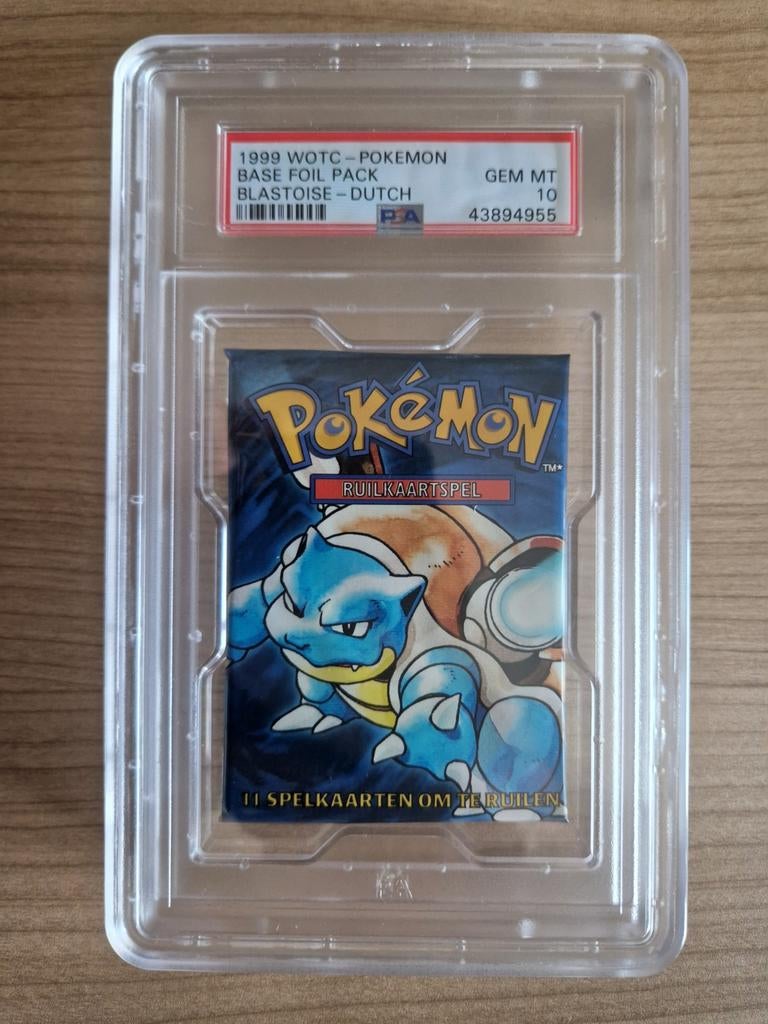 1999 WOTC-POKEMON
BASE FOIL PACK GEM MT
BLASTOISE-DUTCH 10
PSA 43894955
POKéMON
TM*
RUILKAARTSPEL
11 SPELKAARTEN OM TE RUILEN
PSA